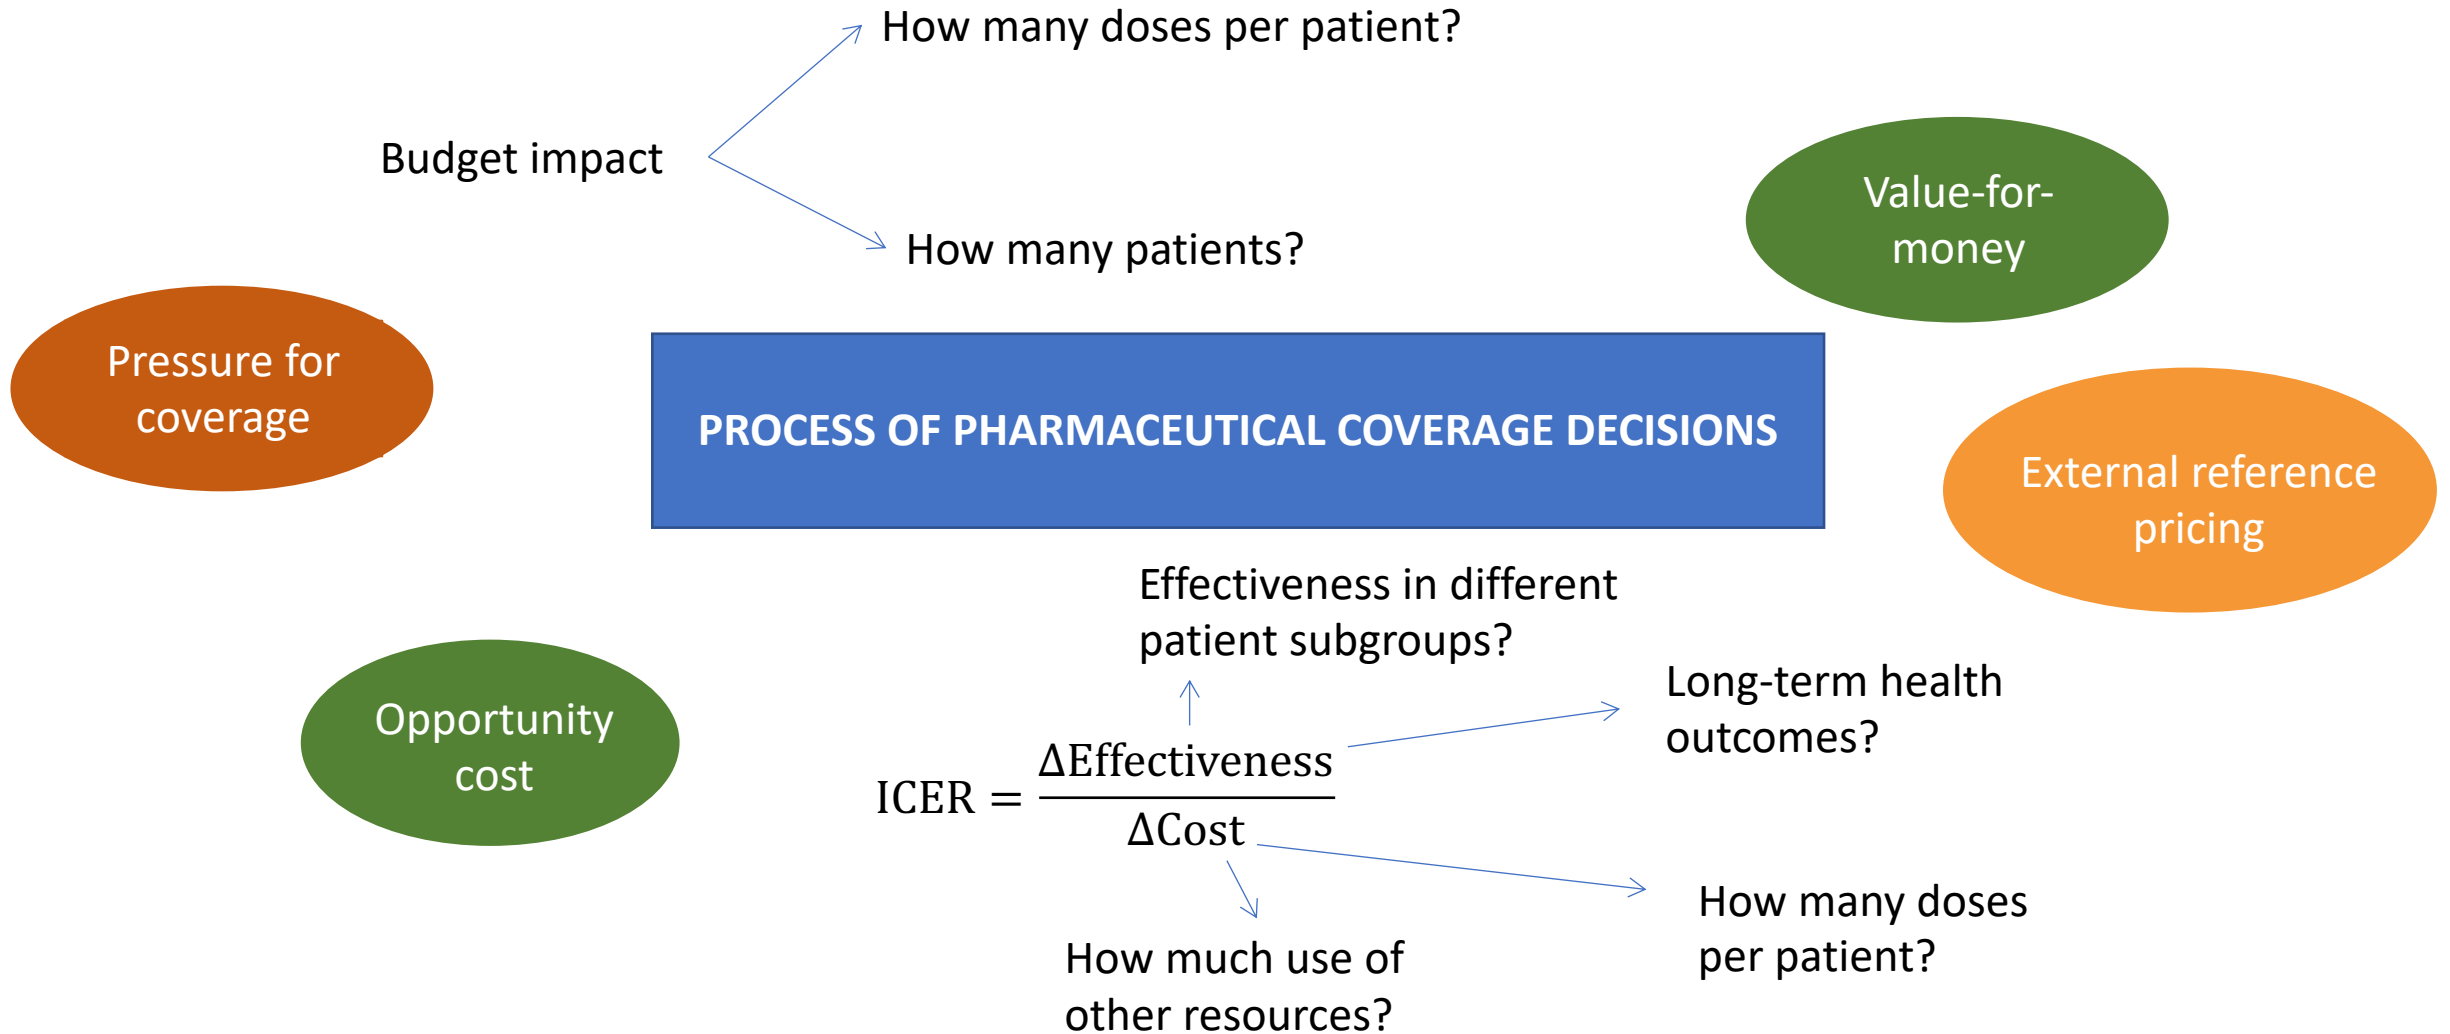 How many doses per patient?
Budget impact
How many patients?
Value-for-
money
Pressure for
coverage
PROCESS OF PHARMACEUTICAL COVERAGE DECISIONS
External reference
pricing
Effectiveness in different
patient subgroups?
Opportunity
cost
Long-term health
outcomes?
ICER = ΔEffectiveness
ΔCost
How many doses
per patient?
How much use of
other resources?